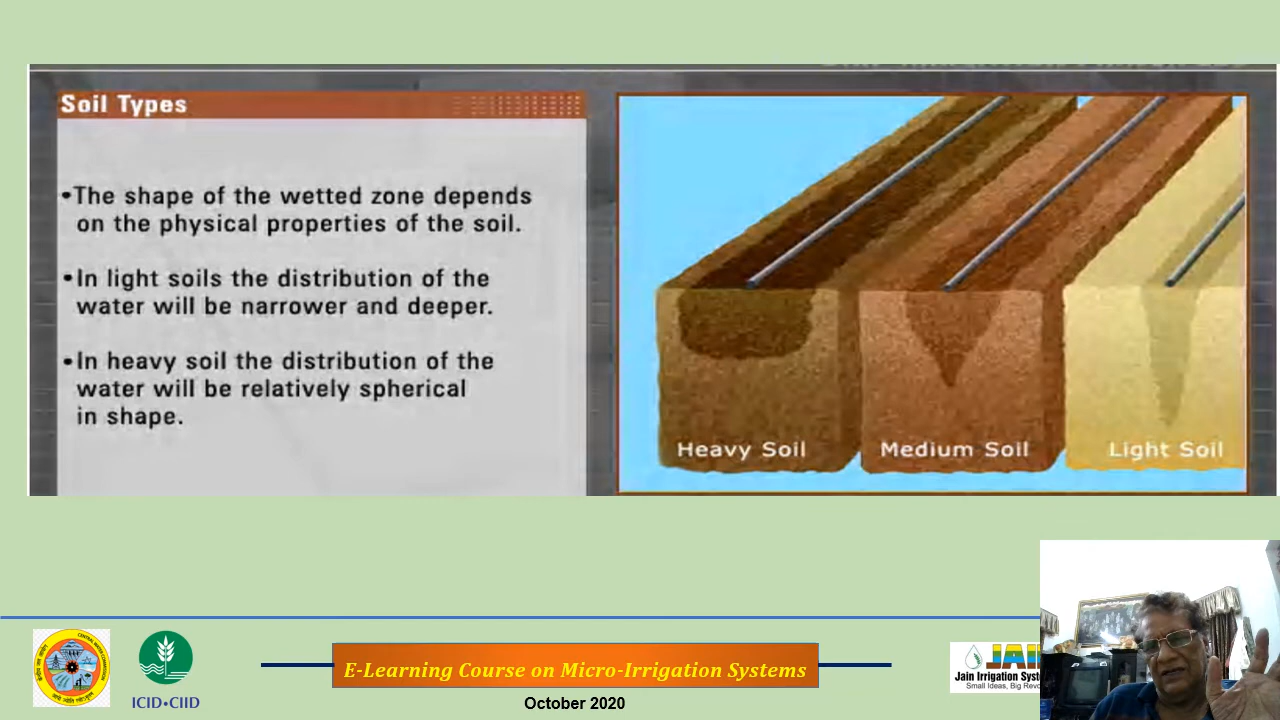 Soil Types
•The shape of the wetted zone depends
on the physical properties of the soil.
•In light soils the distribution of the
water will be narrower and deeper.
•In heavy soil the distribution of the
water will be relatively spherical
in shape.
Heavy Soil
Medium Soil
Light Soil
ICID•CIID
E-Learning Course on Micro-Irrigation Systems
October 2020
Jain Irrigation
Small Ideas, Big